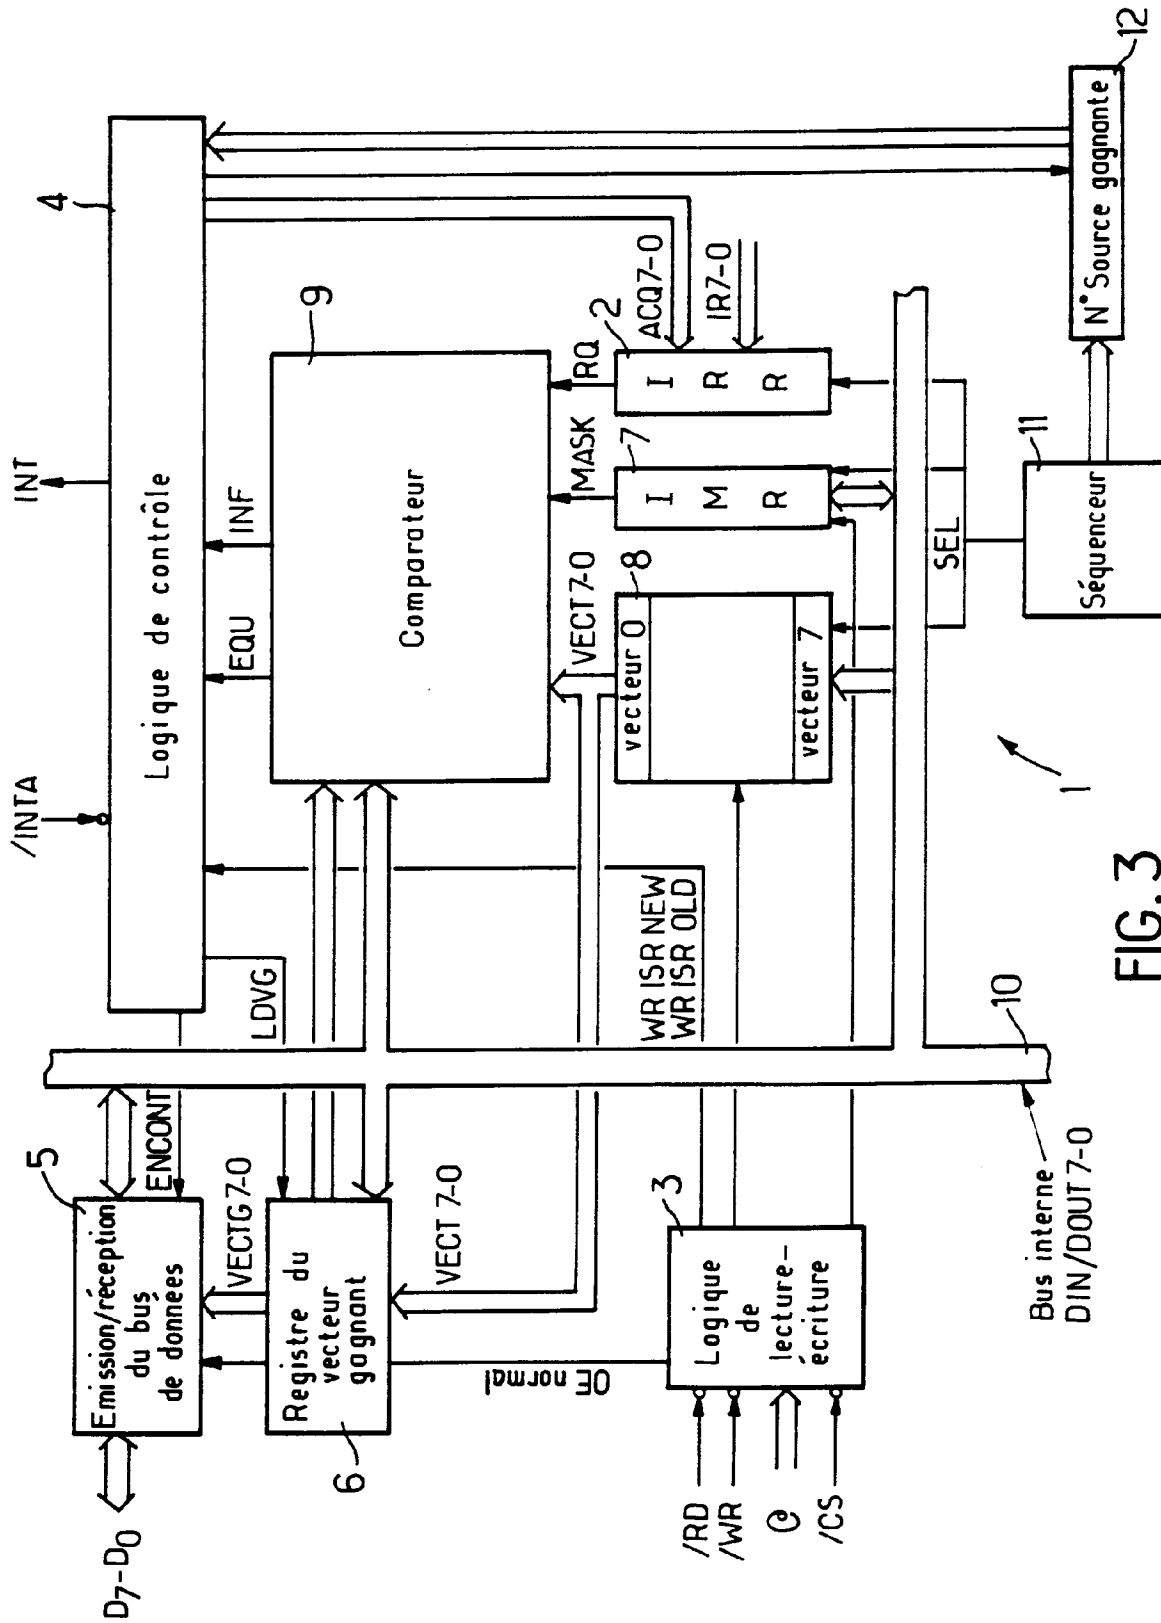 D7-D0
5
Emission/réception
du bus
de données
ENCONT
VECTG 7-0
LDVG
Registre du
vecteur
gagnant
6
VECT 7-0
OE normal
/RD
/WR
@
/CS
Logique
de
lecture-
écriture
3
WR ISR NEW
WR ISR OLD
Bus interne
DIN/DOUT 7-0
10
/INTA
INT
Logique de contrôle
4
EQU
INF
Comparateur
9
VECT 7-0
MASK
RQ
ACQ7-0
IR7-0
vecteur 0
vecteur 7
8
I M R
7
I R R
2
SEL
Séquenceur
11
N° Source gagnante
12
1
FIG. 3